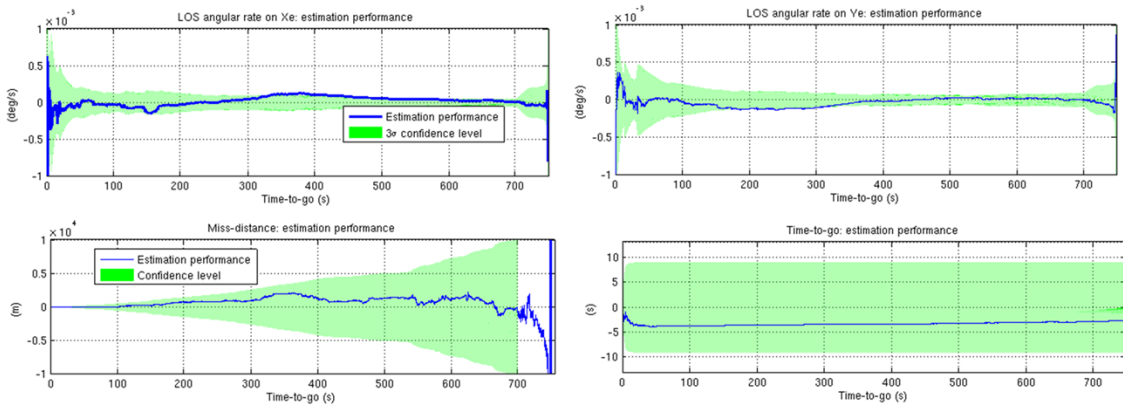 LOS angular rate on Xe: estimation performance
× 10⁻³
1
0.5
0
-0.5
-1
(deg/s)
Estimation performance
3σ confidence level
0 100 200 300 400 500 600 700
Time-to-go (s)
LOS angular rate on Ye: estimation performance
× 10⁻³
1
0.5
0
-0.5
-1
(deg/s)
0 100 200 300 400 500 600 700
Time-to-go (s)
Miss-distance: estimation performance
× 10⁴
1
0.5
0
-0.5
-1
(m)
Estimation performance
Confidence level
0 100 200 300 400 500 600 700
Time-to-go (s)
Time-to-go: estimation performance
10
5
0
-5
-10
(s)
0 100 200 300 400 500 600 700
Time-to-go (s)